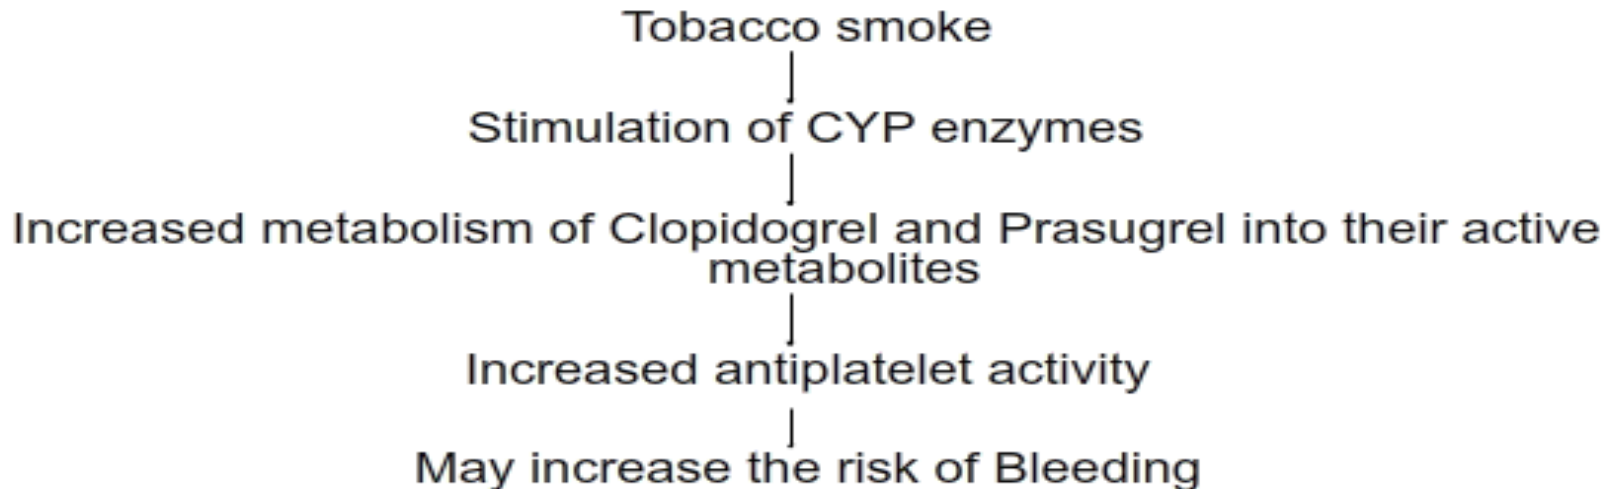 Tobacco smoke
Stimulation of CYP enzymes
Increased metabolism of Clopidogrel and Prasugrel into their active
metabolites
Increased antiplatelet activity
May increase the risk of Bleeding